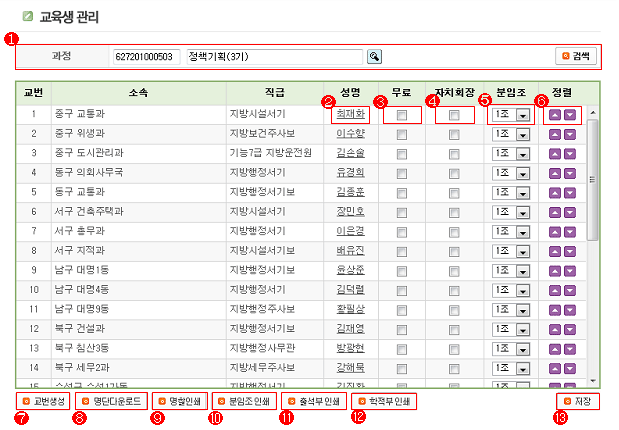 교육생 관리
1
과정 627201000503 정책기획(3기) 검색
교번 소속 직급 성명 무료 자치회장 분임조 정렬
2 3 4 5 6
1 중구 교통과 지방시설서기 최재화 1조
2 중구 위생과 지방보건주사보 이수향 1조
3 중구 도시관리과 기능7급 지방운전원 김손술 1조
4 동구 의회사무국 지방행정서기 유경희 1조
5 동구 교통과 지방행정서기보 김종훈 1조
6 서구 건축주택과 지방시설서기 장민호 1조
7 서구 총무과 지방행정서기 이은경 1조
8 서구 지적과 지방시설서기보 배유진 1조
9 남구 대명1동 지방행정서기보 윤상준 1조
10 남구 대명4동 지방행정서기 김덕렬 1조
11 남구 대명9동 지방행정주사보 황필상 1조
12 북구 건설과 지방행정서기보 김재영 1조
13 북구 침산3동 지방행정사무관 방광현 1조
14 북구 세무2과 지방세무주사보 강해묵 1조
15 수성구 수성1가동 지방행정서기 1조
교번생성 명단다운로드 명찰인쇄 분임조인쇄 출석부인쇄 학적부인쇄 저장
7 8 9 10 11 12 13